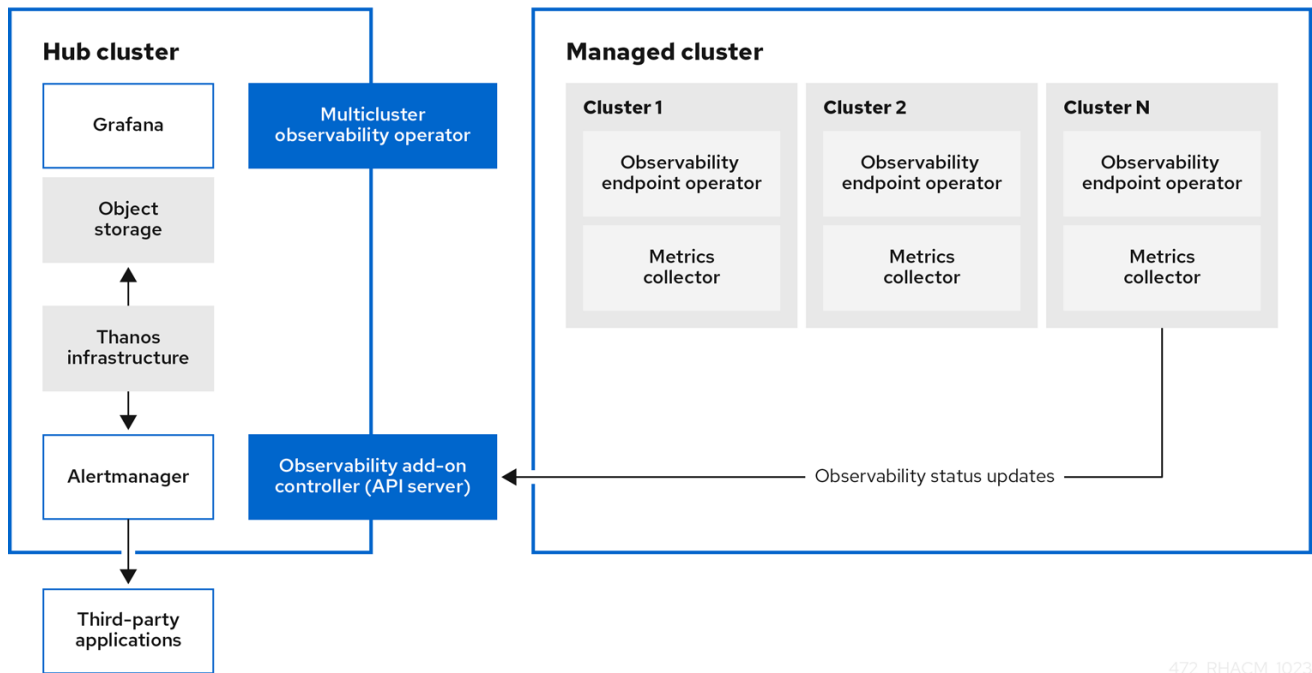 Hub cluster
Grafana
Multicluster
observability operator
Object
storage
Thanos
infrastructure
Alertmanager
Observability add-on
controller (API server)
Third-party
applications
Managed cluster
Cluster 1
Observability
endpoint operator
Metrics
collector
Cluster 2
Observability
endpoint operator
Metrics
collector
Cluster N
Observability
endpoint operator
Metrics
collector
Observability status updates
472_RHACM_1023